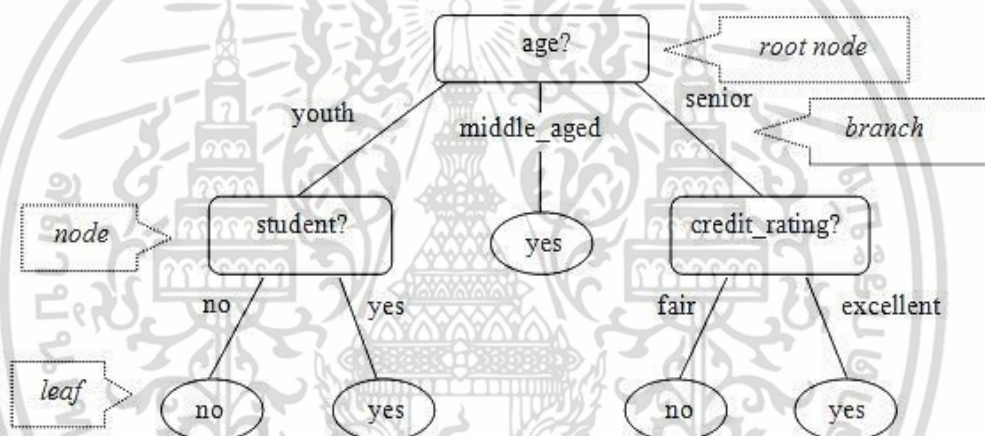 age?
root node
youth
middle_aged
senior
branch
node
student?
yes
credit_rating?
no
yes
fair
excellent
leaf
no
yes
no
yes